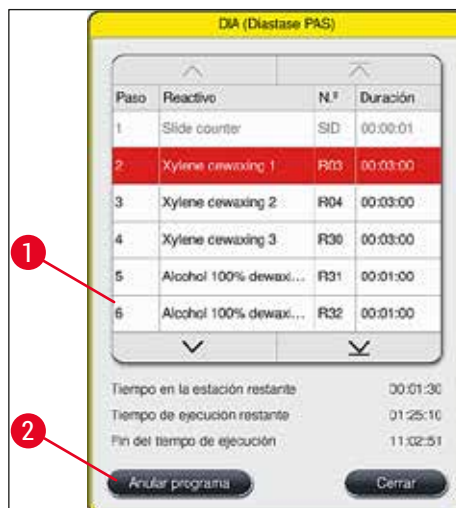 DIA (Diastase PAS)
Paso Reactivo N.º Duración
1 Slide counter SID 00:00:01
2 Xylene dewaxing 1 R03 00:03:00
3 Xylene dewaxing 2 R04 00:03:00
4 Xylene dewaxing 3 R30 00:03:00
1
5 Alcohol 100% dewaxi... R31 00:01:00
6 Alcohol 100% dewaxi... R32 00:01:00
Tiempo en la estación restante 00:01:30
Tiempo de ejecución restante 01:25:10
2
Fin del tiempo de ejecución 11:02:51
Anular programa Cerrar